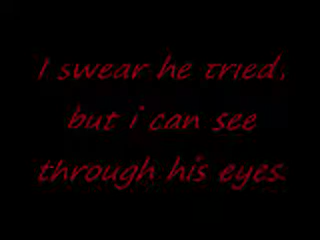 I swear he tried,
but i can see
through his eyes